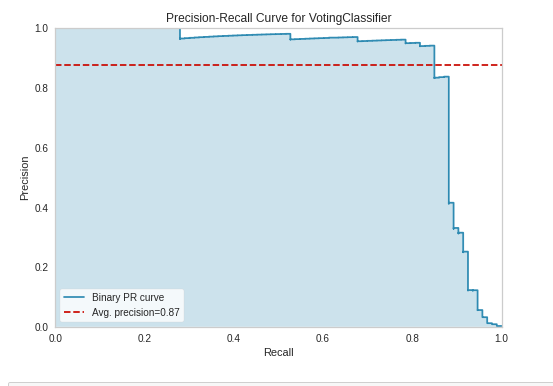 Precision-Recall Curve for VotingClassifier
1.0
0.8
0.6
0.4
0.2
0.0
Precision
Binary PR curve
Avg. precision=0.87
0.0 0.2 0.4 0.6 0.8 1.0
Recall